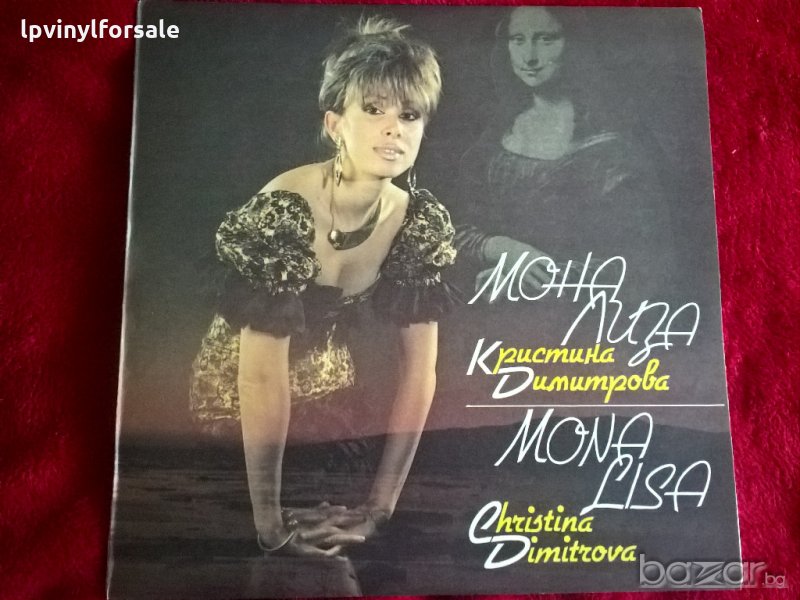 lpvinylforsale
МОНА
ЛИЗА
Кристина
Димитрова
MONA
LISA
Christina
Dimitrova
bazar.bg